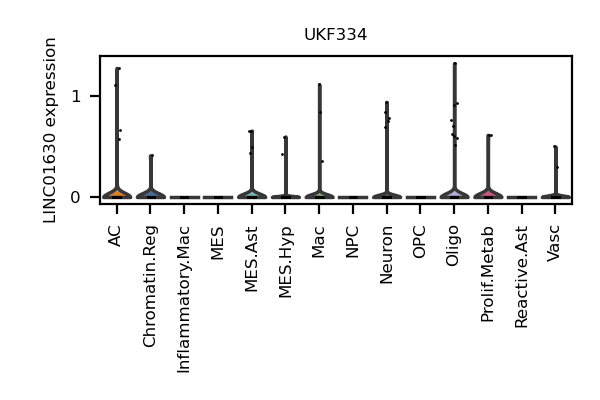 UKF334
LINC01630 expression
1
0
AC
Chromatin.Reg
Inflammatory.Mac
MES
MES.Ast
MES.Hyp
Mac
NPC
Neuron
OPC
Oligo
Prolif.Metab
Reactive.Ast
Vasc